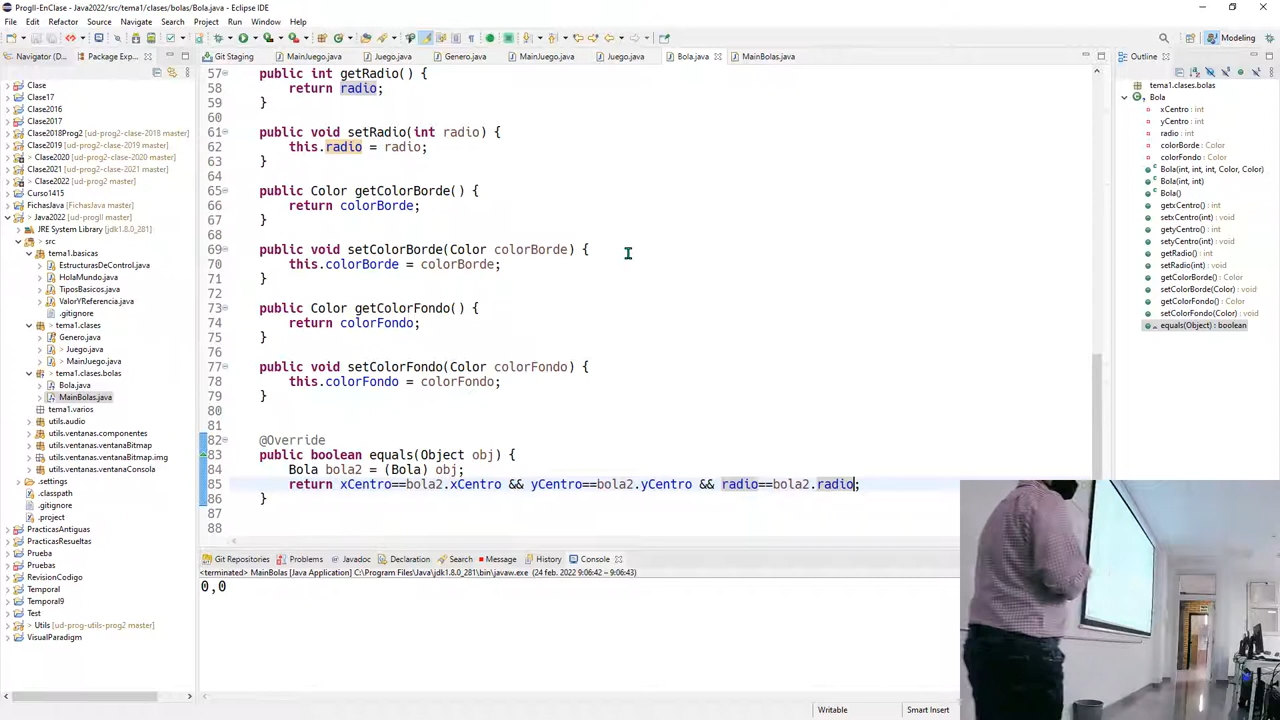 ProgII-EnClase - Java2022/src/tema1/clases/bolas/Bola.java - Eclipse IDE
File Edit Refactor Source Navigate Search Project Run Window Help
Modeling
Navigator (D... Package Exp...
Git Staging MainJuego.java Juego.java Genero.java MainJuego.java Juego.java Bola.java MainBolas.java
Outline
Clase
Clase17
Clase2016
Clase2017
Clase2018Prog2 [ud-prog2-clase-2018 master]
Clase2019 [ud-prog2-clase-2019 master]
> Clase2020 [ud-prog2-clase-2020 master]
Clase2021 [ud-prog2-clase-2021 master]
> Clase2022 [ud-prog2 master]
Curso1415
FichasJava [FichasJava master]
Java2022 [ud-progII master]
JRE System Library [jdk1.8.0_281]
> src
tema1.basicas
EstructurasDeControl.java
HolaMundo.java
TiposBasicos.java
ValorYReferencia.java
.gitignore
> tema1.clases
Genero.java
> Juego.java
> MainJuego.java
> tema1.clases.bolas
Bola.java
MainBolas.java
tema1.varios
utils.audio
utils.ventanas.componentes
utils.ventanas.ventanaBitmap
utils.ventanas.ventanaBitmap.img
utils.ventanas.ventanaConsola
.settings
.classpath
.gitignore
.project
PracticasAntiguas
PracticasResueltas
Prueba
Pruebas
RevisionCodigo
Temporal
Temporal9
Test
> Utils [ud-prog-utils-prog2 master]
VisualParadigm
57 public int getRadio() {
58 return radio;
59 }
60
61 public void setRadio(int radio) {
62 this.radio = radio;
63 }
64
65 public Color getColorBorde() {
66 return colorBorde;
67 }
68
69 public void setColorBorde(Color colorBorde) {
70 this.colorBorde = colorBorde;
71 }
72
73 public Color getColorFondo() {
74 return colorFondo;
75 }
76
77 public void setColorFondo(Color colorFondo) {
78 this.colorFondo = colorFondo;
79 }
80
81
82 @Override
83 public boolean equals(Object obj) {
84 Bola bola2 = (Bola) obj;
85 return xCentro==bola2.xCentro && yCentro==bola2.yCentro && radio==bola2.radio;
86 }
87
88
tema1.clases.bolas
Bola
xCentro : int
yCentro : int
radio : int
colorBorde : Color
colorFondo : Color
Bola(int, int, int, Color, Color)
Bola(int, int)
Bola()
getxCentro() : int
setxCentro(int) : void
getyCentro() : int
setyCentro(int) : void
getRadio() : int
setRadio(int) : void
getColorBorde() : Color
setColorBorde(Color) : void
getColorFondo() : Color
setColorFondo(Color) : void
equals(Object) : boolean
Git Repositories Problems Javadoc Declaration Search Message History Console
<terminated> MainBolas [Java Application] C:\Program Files\Java\jdk1.8.0_281\bin\javaw.exe (24 feb. 2022 9:06:42 – 9:06:43)
0,0
Writable Smart Insert